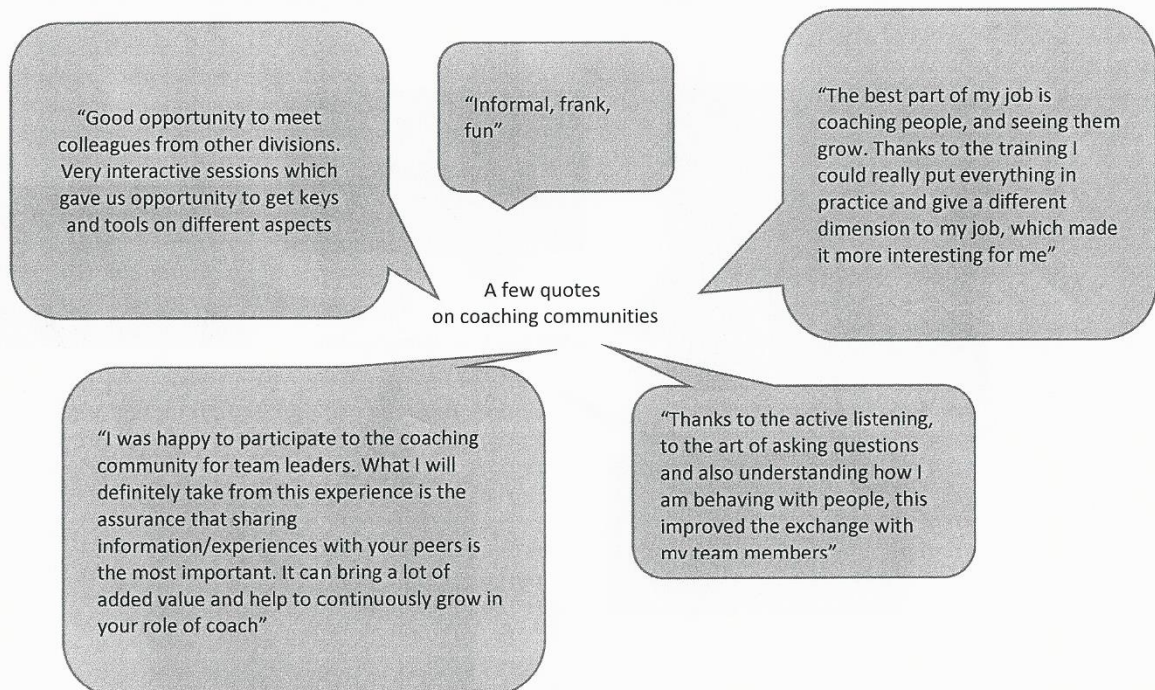 “Good opportunity to meet
colleagues from other divisions.
Very interactive sessions which
gave us opportunity to get keys
and tools on different aspects
“Informal, frank,
fun”
“The best part of my job is
coaching people, and seeing them
grow. Thanks to the training I
could really put everything in
practice and give a different
dimension to my job, which made
it more interesting for me”
A few quotes
on coaching communities
“I was happy to participate to the coaching
community for team leaders. What I will
definitely take from this experience is the
assurance that sharing
information/experiences with your peers is
the most important. It can bring a lot of
added value and help to continuously grow in
your role of coach”
“Thanks to the active listening,
to the art of asking questions
and also understanding how I
am behaving with people, this
improved the exchange with
my team members”